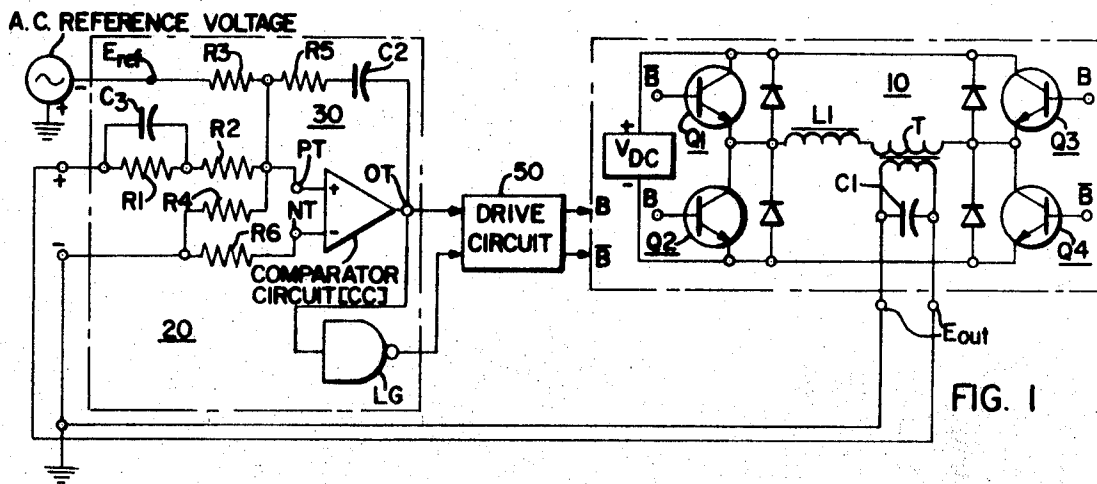 A.C. REFERENCE VOLTAGE
Eref
R3
R5
C2
C3
R2
30
PT
OT
R1
R4
NT
R6
COMPARATOR
CIRCUIT [CC]
20
LG
+
-
50
DRIVE
CIRCUIT
B
B̅
B̅
Q1
VDC
+
-
B
Q2
10
L1
T
C1
B
Q3
B̅
Q4
Eout
FIG. 1